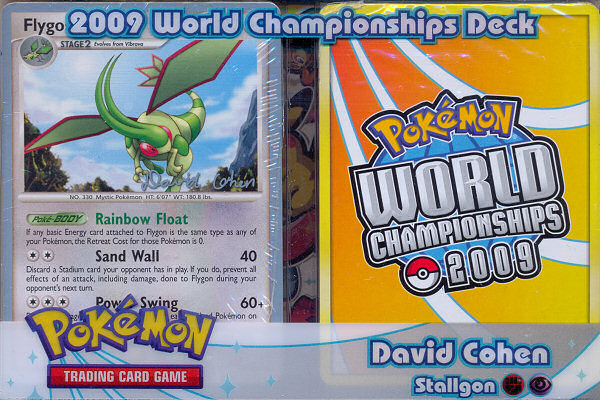 2009 World Championships Deck
Flygo
STAGE 2 Evolves from Vibrava
David Cohen
NO. 330 Mystic Pokémon HT: 6'07" WT: 180.8 lbs.
Poké-BODY Rainbow Float
If any basic Energy card attached to Flygon is the same type as any of
your Pokémon, the Retreat Cost for those Pokémon is 0.
Sand Wall 40
Discard a Stadium card your opponent has in play. If you do, prevent all
effects of an attack, including damage, done to Flygon during your
opponent's next turn.
Power Swing 60+
Pokémon on
POKéMON
TRADING CARD GAME
POKéMON
WORLD
CHAMPIONSHIPS
2009
David Cohen
Stallgon